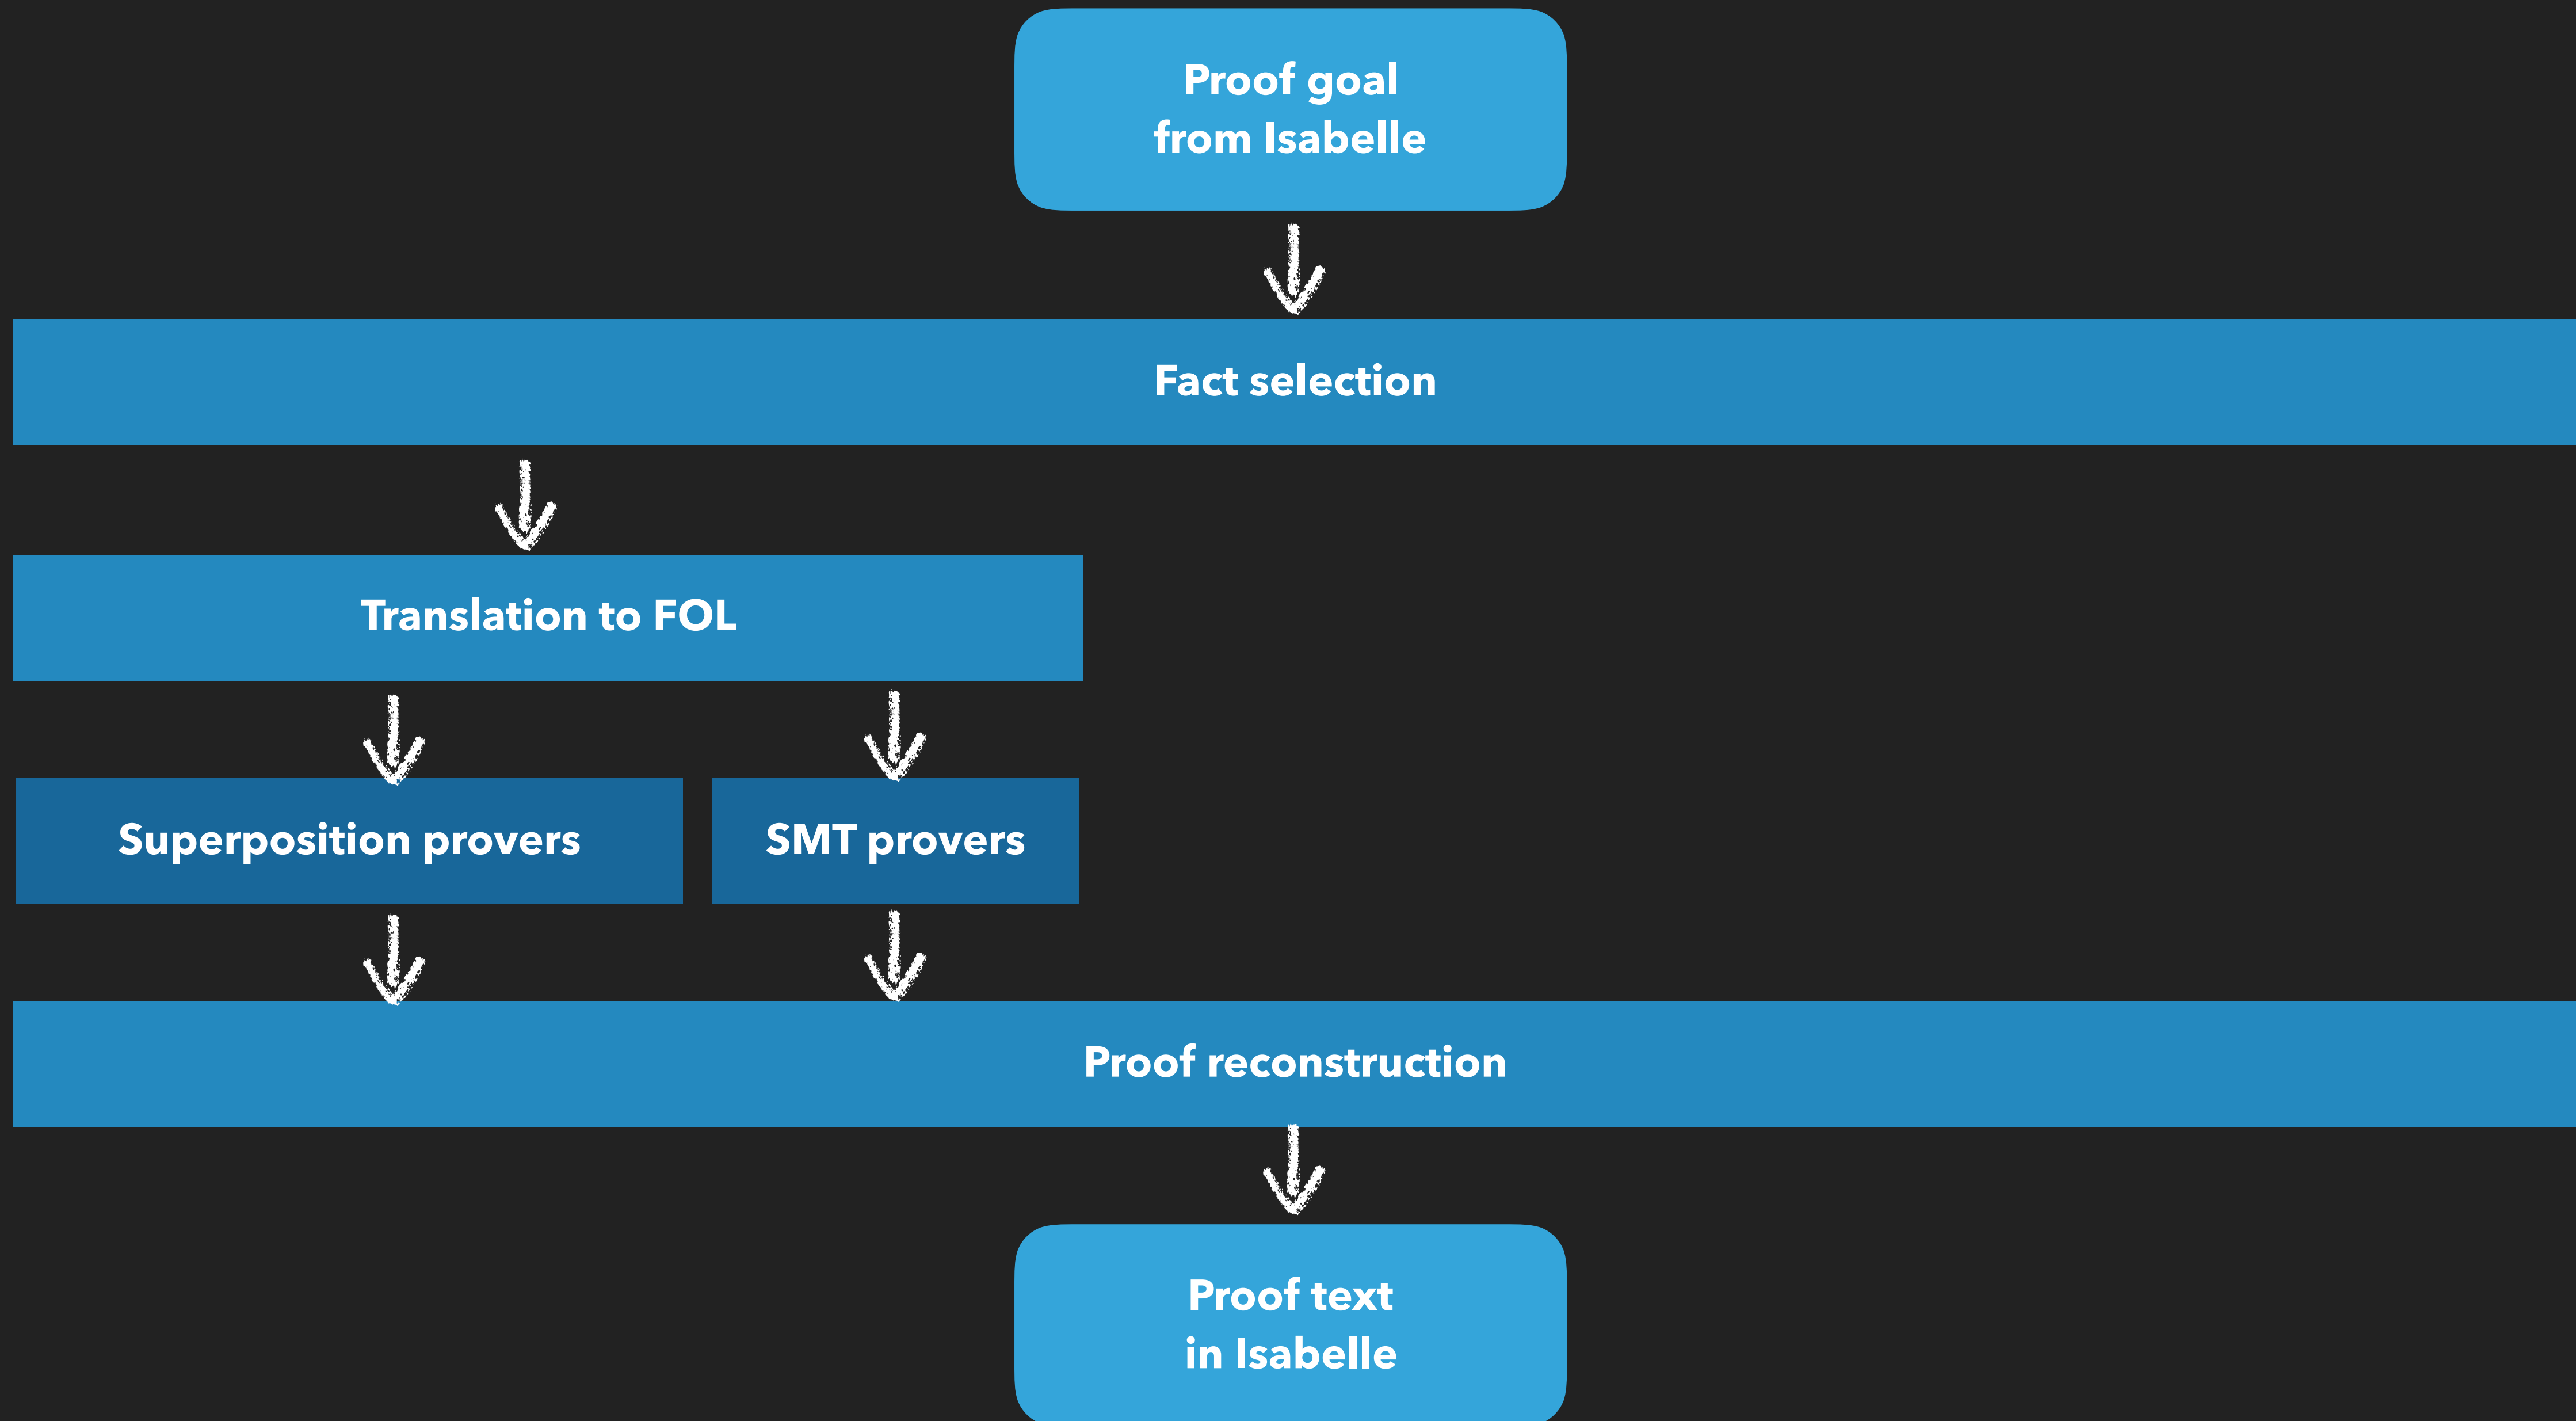 Proof goal
from Isabelle
Fact selection
Translation to FOL
Superposition provers
SMT provers
Proof reconstruction
Proof text
in Isabelle